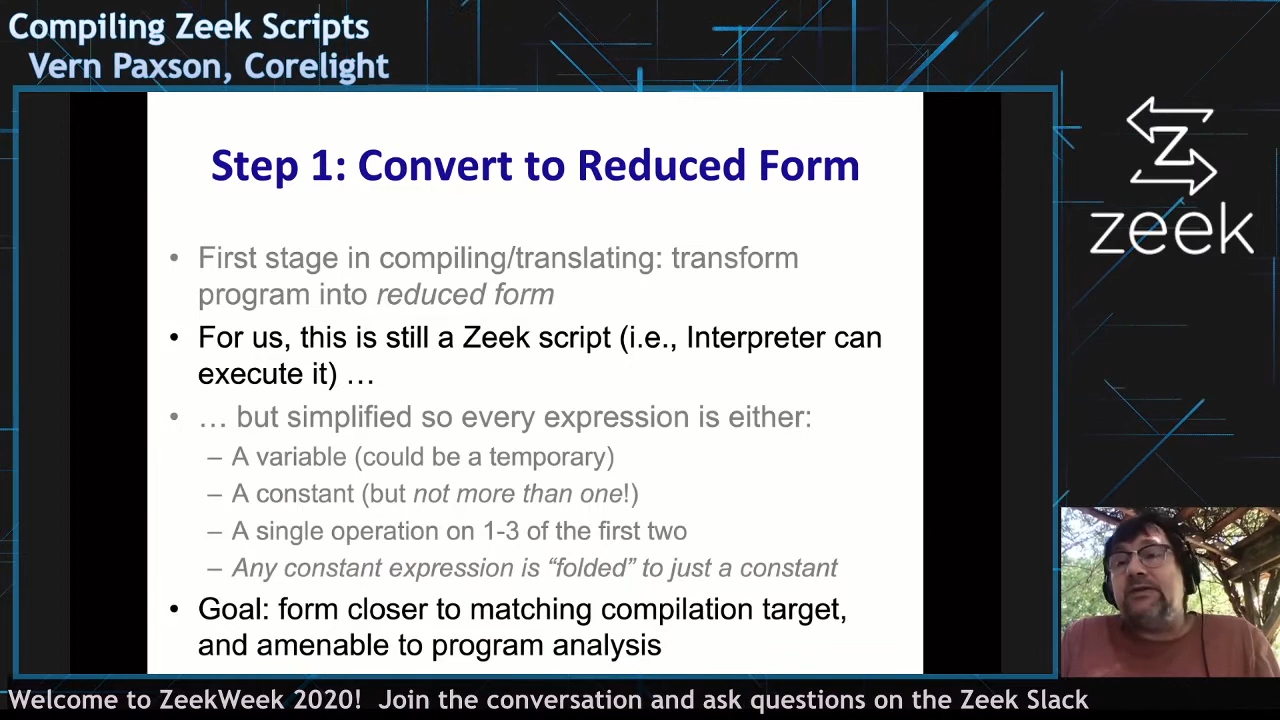 Compiling Zeek Scripts
Vern Paxson, Corelight
Step 1: Convert to Reduced Form
• First stage in compiling/translating: transform
program into reduced form
• For us, this is still a Zeek script (i.e., Interpreter can
execute it) …
• … but simplified so every expression is either:
– A variable (could be a temporary)
– A constant (but not more than one!)
– A single operation on 1-3 of the first two
– Any constant expression is “folded” to just a constant
• Goal: form closer to matching compilation target,
and amenable to program analysis
Z
zeek
Welcome to ZeekWeek 2020! Join the conversation and ask questions on the Zeek Slack